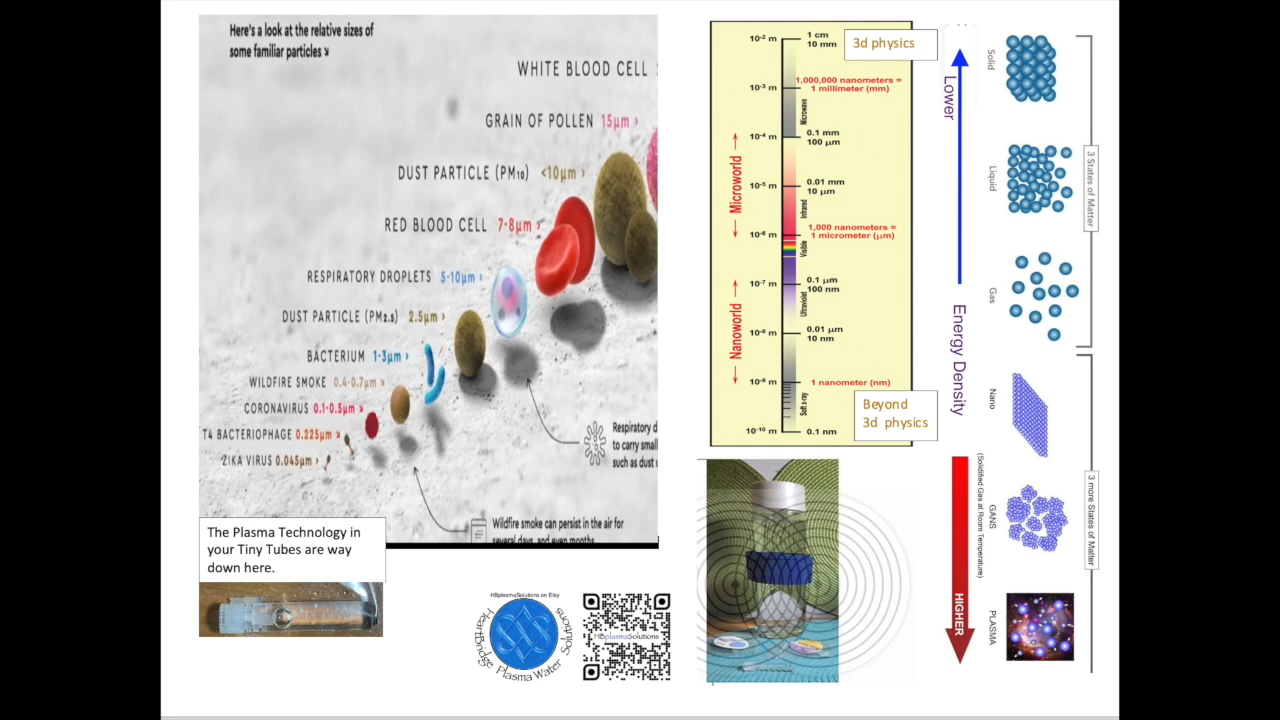 Here's a look at the relative sizes of
some familiar particles
WHITE BLOOD CELL
GRAIN OF POLLEN 15μm ›
DUST PARTICLE (PM10) <10μm ›
RED BLOOD CELL 7-8μm ›
RESPIRATORY DROPLETS 5-10μm ›
DUST PARTICLE (PM2.5) 2.5μm ›
BACTERIUM 1-3μm ›
WILDFIRE SMOKE 0.4-0.7μm ›
CORONAVIRUS 0.1-0.5μm ›
T4 BACTERIOPHAGE 0.225μm ›
ZIKA VIRUS 0.045μm ›
Respiratory d
to carry small
such as dust
Wildfire smoke can persist in the air for
several days, and even months.
The Plasma Technology in
your Tiny Tubes are way
down here.
HBplasmaSolutions on Etsy
HeartBridge Plasma Water Solutions
HBplasmaSolutions
3d physics
10⁻² m
1 cm
10 mm
1,000,000 nanometers =
1 millimeter (mm)
10⁻³ m
Microwave
10⁻⁴ m
0.1 mm
100 μm
Microworld
10⁻⁵ m
0.01 mm
10 μm
Infrared
1,000 nanometers =
1 micrometer (μm)
10⁻⁶ m
Visible
10⁻⁷ m
0.1 μm
100 nm
Ultraviolet
Nanoworld
10⁻⁸ m
0.01 μm
10 nm
10⁻⁹ m
1 nanometer (nm)
Soft x-ray
Beyond
3d physics
10⁻¹⁰ m
0.1 nm
Lower
Energy Density
HIGHER
Solid
Liquid
Gas
3 States of Matter
Nano
GANS
(Solidified Gas at Room Temperature)
PLASMA
3 more States of Matter